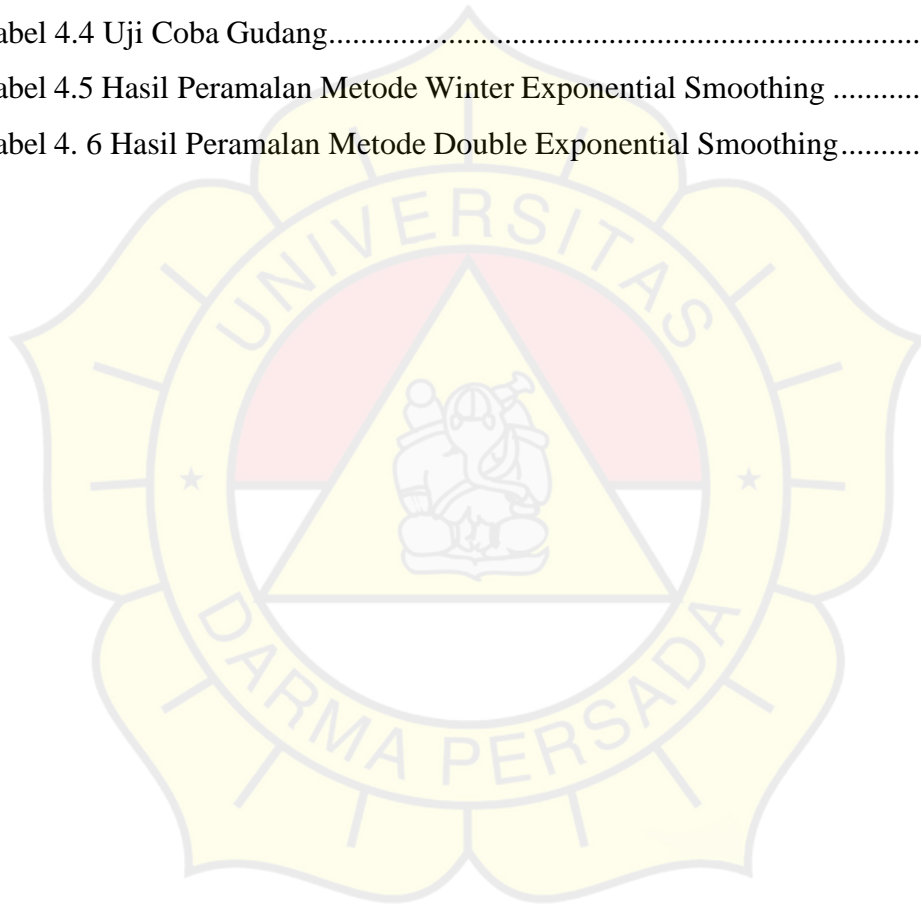 abel 4.4 Uji Coba Gudang..........................................................................
abel 4.5 Hasil Peramalan Metode Winter Exponential Smoothing ...........
abel 4. 6 Hasil Peramalan Metode Double Exponential Smoothing..........
UNIVERSITAS
DARMA PERSADA